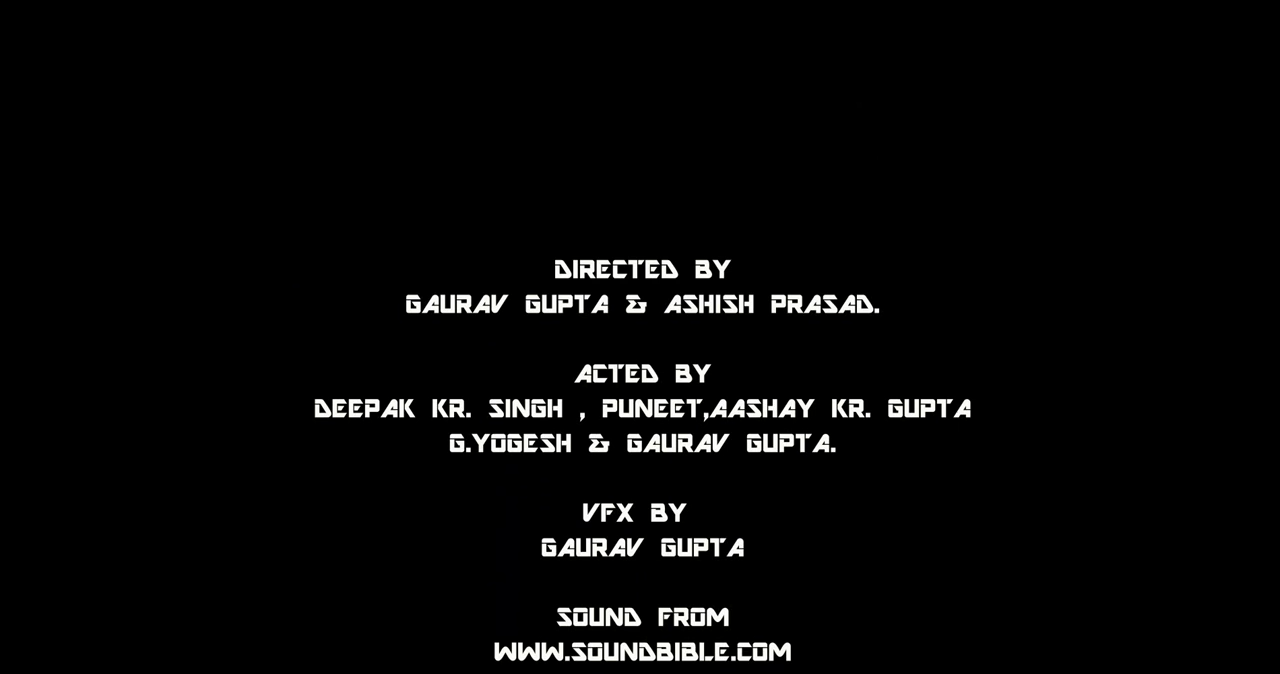 DIRECTED BY
GAURAV GUPTA & ASHISH PRASAD.
ACTED BY
DEEPAK KR. SINGH , PUNEET,AASHAY KR. GUPTA
G.YOGESH & GAURAV GUPTA.
VFX BY
GAURAV GUPTA
SOUND FROM
WWW.SOUNDBIBLE.COM